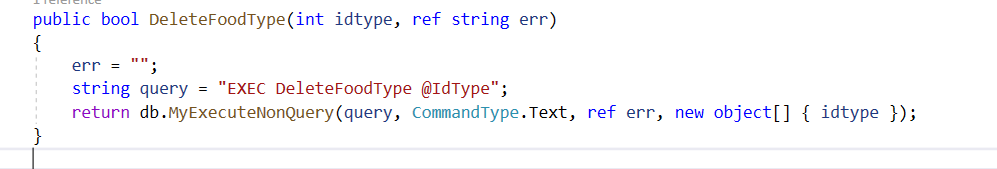 1 reference
public bool DeleteFoodType(int idtype, ref string err)
{
err = "";
string query = "EXEC DeleteFoodType @IdType";
return db.MyExecuteNonQuery(query, CommandType.Text, ref err, new object[] { idtype });
}